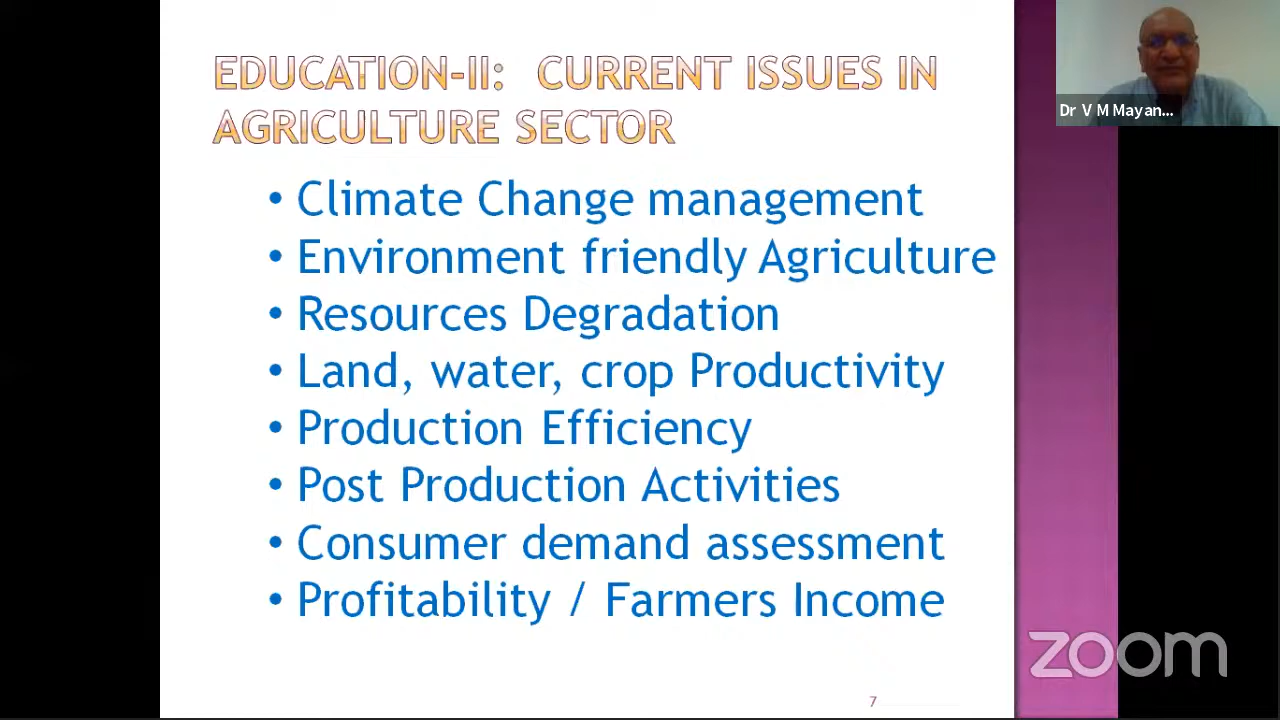 EDUCATION-II: CURRENT ISSUES IN
AGRICULTURE SECTOR
• Climate Change management
• Environment friendly Agriculture
• Resources Degradation
• Land, water, crop Productivity
• Production Efficiency
• Post Production Activities
• Consumer demand assessment
• Profitability / Farmers Income
7
Dr V M Mayan...
zoom